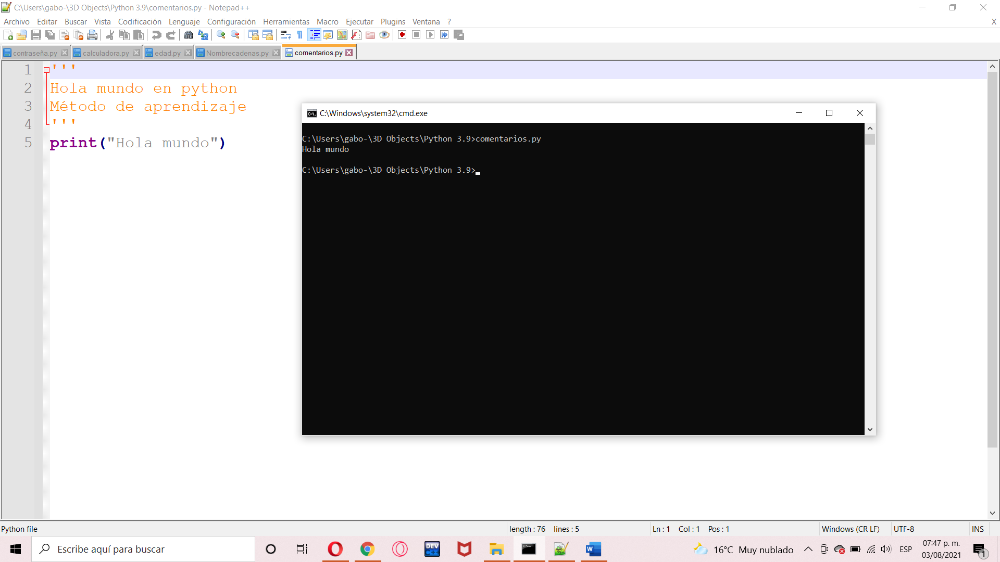 C:\Users\gabo-\3D Objects\Python 3.9\comentarios.py - Notepad++
Archivo Editar Buscar Vista Codificación Lenguaje Configuración Herramientas Macro Ejecutar Plugins Ventana ? X
contraseña.py calculadora.py edad.py Nombrecadenas.py comentarios.py
1 '''
2 Hola mundo en python
3 Método de aprendizaje
4 '''
5 print("Hola mundo")
C:\Windows\system32\cmd.exe
C:\Users\gabo-\3D Objects\Python 3.9>comentarios.py
Hola mundo
C:\Users\gabo-\3D Objects\Python 3.9>
Python file length : 76 lines : 5 Ln : 1 Col : 1 Pos : 1 Windows (CR LF) UTF-8 INS
Escribe aquí para buscar
DEV
C++
W
16°C Muy nublado
ESP
07:47 p. m.
03/08/2021
1